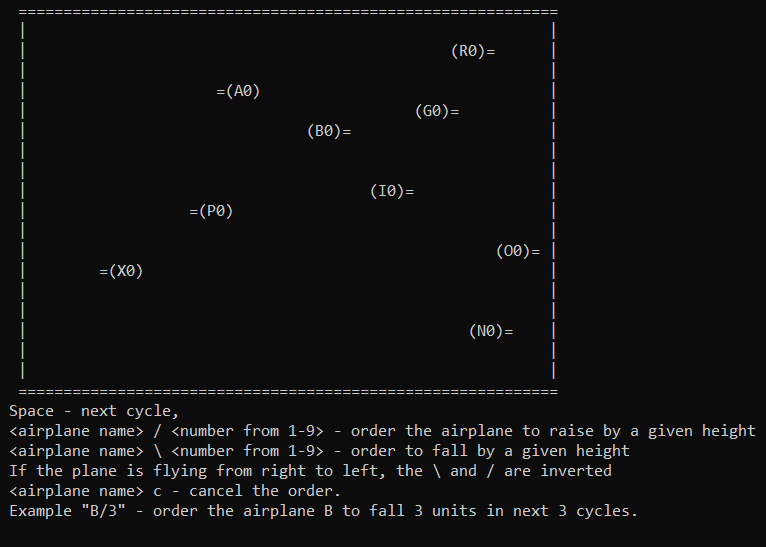 (R0)=
=(A0)
(G0)=
(B0)=
(I0)=
=(P0)
(O0)=
=(X0)
(N0)=
Space - next cycle,
<airplane name> / <number from 1-9> - order the airplane to raise by a given height
<airplane name> \ <number from 1-9> - order to fall by a given height
If the plane is flying from right to left, the \ and / are inverted
<airplane name> c - cancel the order.
Example "B/3" - order the airplane B to fall 3 units in next 3 cycles.